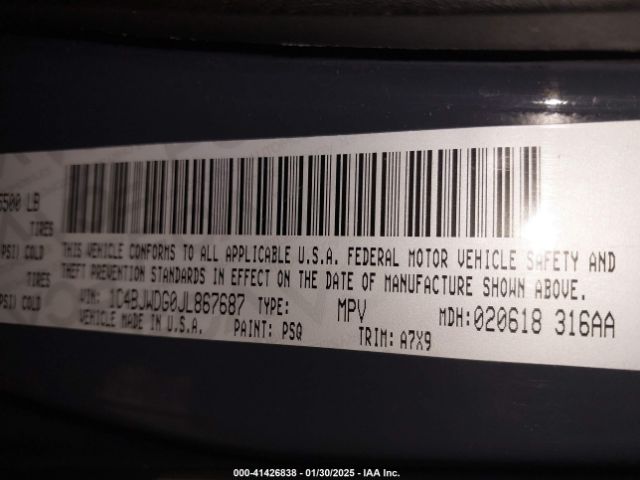 6500 LB
TIRES
PSI) COLD
TIRES
PSI) COLD
THIS VEHICLE CONFORMS TO ALL APPLICABLE U.S.A. FEDERAL MOTOR VEHICLE SAFETY AND
THEFT PREVENTION STANDARDS IN EFFECT ON THE DATE OF MANUFACTURE SHOWN ABOVE.
VIN: 1C4BJWDG0JL867687 TYPE: MPV MDH:020618 316AA
VEHICLE MADE IN U.S.A. PAINT: PSQ TRIM: A7X9
000-41426838 - 01/30/2025 - IAA Inc.